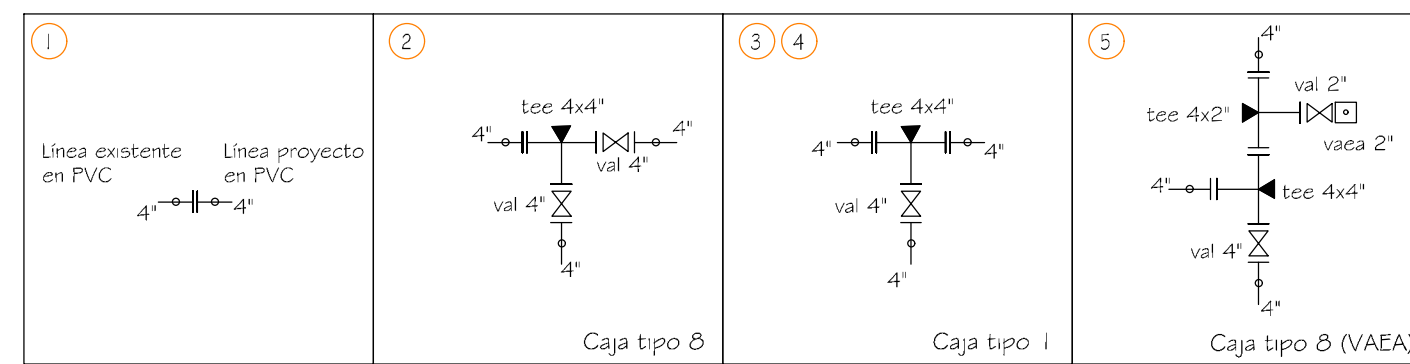 1
Línea existente
en PVC
Línea proyecto
en PVC
4"
4"
2
tee 4x4"
4"
4"
val 4"
val 4"
4"
Caja tipo 8
3 4
tee 4x4"
4"
4"
val 4"
4"
Caja tipo 1
5
4"
val 2"
tee 4x2"
vaea 2"
4"
tee 4x4"
val 4"
4"
Caja tipo 8 (VAEA)